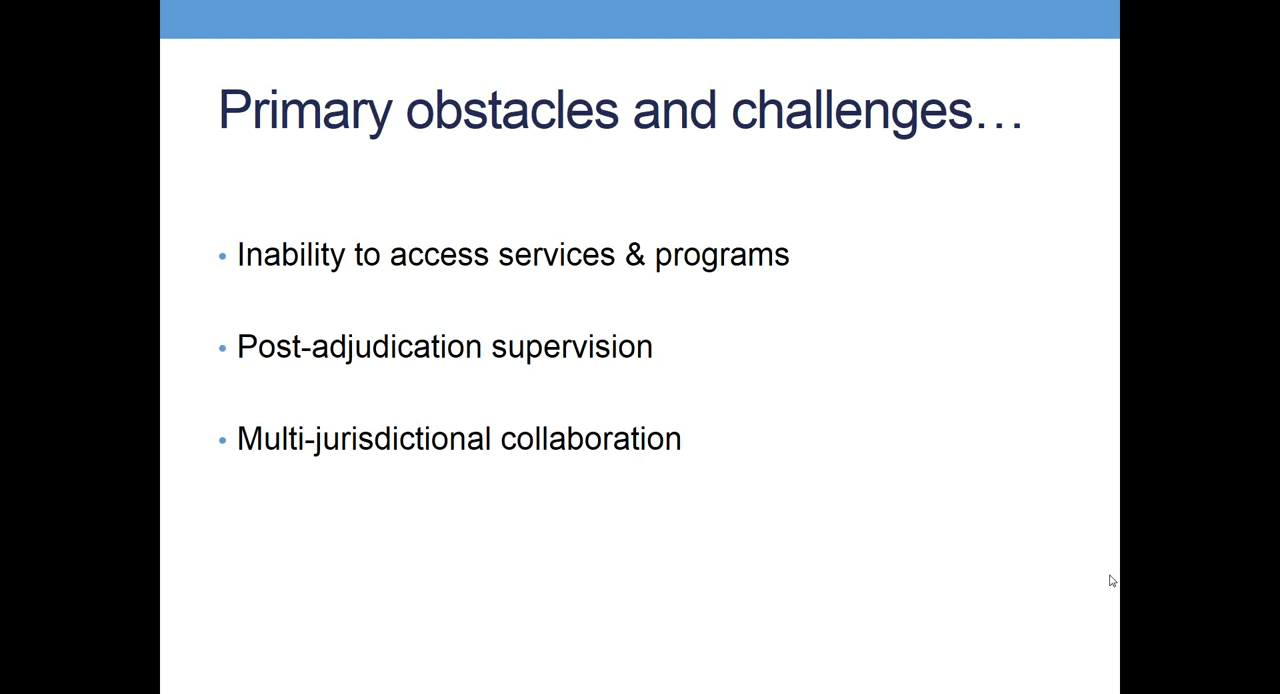 Primary obstacles and challenges…
• Inability to access services & programs
• Post-adjudication supervision
• Multi-jurisdictional collaboration